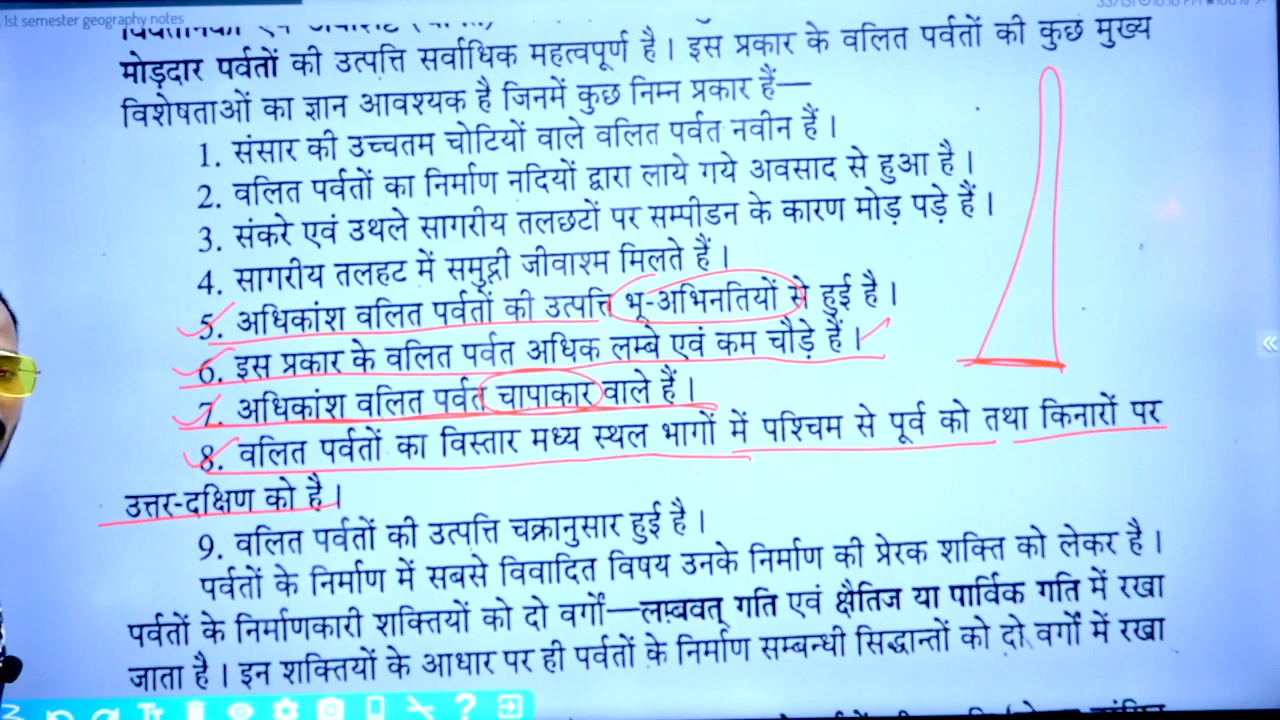 1st semester geography notes
मोड़दार पर्वतों की उत्पत्ति सर्वाधिक महत्वपूर्ण है। इस प्रकार के वलित पर्वतों की कुछ मुख्य
विशेषताओं का ज्ञान आवश्यक है जिनमें कुछ निम्न प्रकार हैं—
1. संसार की उच्चतम चोटियों वाले वलित पर्वत नवीन हैं।
2. वलित पर्वतों का निर्माण नदियों द्वारा लाये गये अवसाद से हुआ है।
3. संकरे एवं उथले सागरीय तलछटों पर सम्पीडन के कारण मोड़ पड़े हैं।
4. सागरीय तलहट में समुद्री जीवाश्म मिलते हैं।
5. अधिकांश वलित पर्वतों की उत्पत्ति भू-अभिनतियों से हुई है।
6. इस प्रकार के वलित पर्वत अधिक लम्बे एवं कम चौड़े हैं।
7. अधिकांश वलित पर्वत चापाकार वाले हैं।
8. वलित पर्वतों का विस्तार मध्य स्थल भागों में पश्चिम से पूर्व को तथा किनारों पर
उत्तर-दक्षिण को है।
9. वलित पर्वतों की उत्पत्ति चक्रानुसार हुई है।
पर्वतों के निर्माण में सबसे विवादित विषय उनके निर्माण की प्रेरक शक्ति को लेकर है।
पर्वतों के निर्माणकारी शक्तियों को दो वर्गों—लम्बवत् गति एवं क्षैतिज या पार्विक गति में रखा
जाता है। इन शक्तियों के आधार पर ही पर्वतों के निर्माण सम्बन्धी सिद्धान्तों को दो वर्गों में रखा